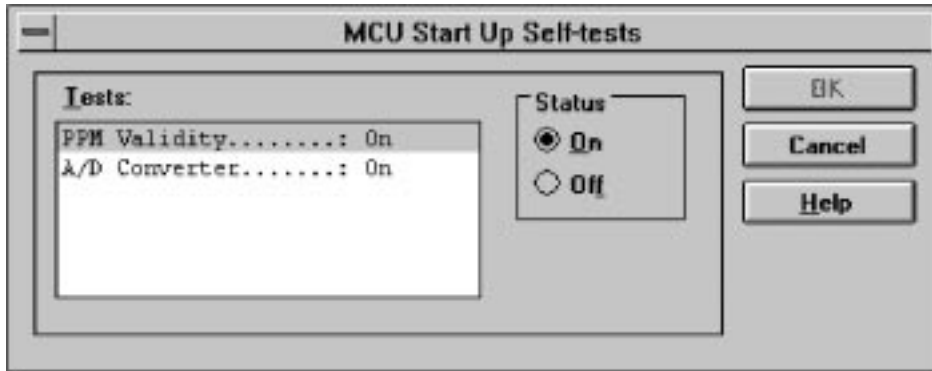 MCU Start Up Self-tests
Tests:
PPM Validity........: On
A/D Converter.......: On
Status
On
Off
OK
Cancel
Help